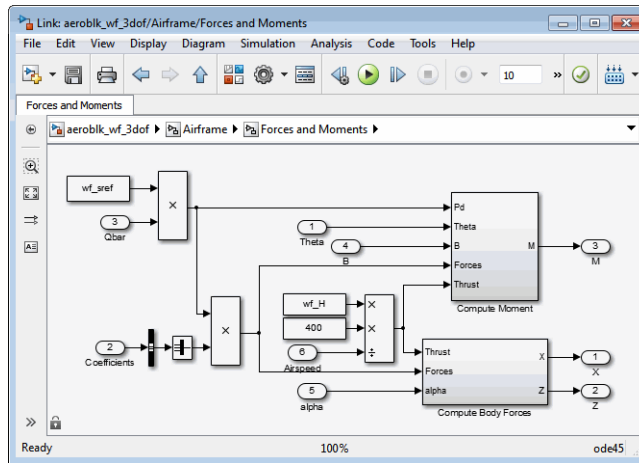 Link: aeroblk_wf_3dof/Airframe/Forces and Moments
File Edit View Display Diagram Simulation Analysis Code Tools Help
10 »
Forces and Moments
aeroblk_wf_3dof Airframe Forces and Moments
wf_sref
×
3
Qbar
Pd
Theta
B
Forces
Thrust
M
Compute Moment
1
Theta
4
B
3
M
wf_H
400
6
Airspeed
×
×
÷
×
2
Coefficients
Thrust
Forces
alpha
X
Z
Compute Body Forces
5
alpha
1
X
2
Z
»
Ready 100% ode45